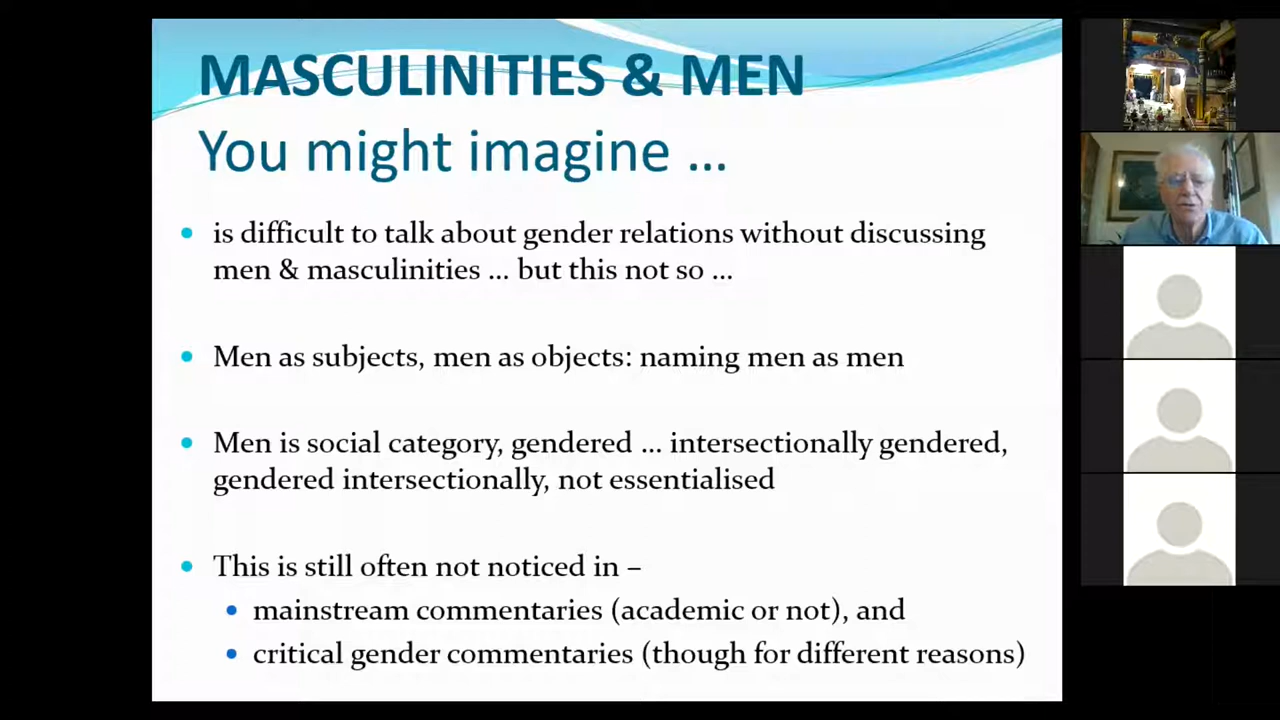 MASCULINITIES & MEN
You might imagine …
is difficult to talk about gender relations without discussing
men & masculinities … but this not so …
Men as subjects, men as objects: naming men as men
Men is social category, gendered … intersectionally gendered,
gendered intersectionally, not essentialised
This is still often not noticed in –
mainstream commentaries (academic or not), and
critical gender commentaries (though for different reasons)